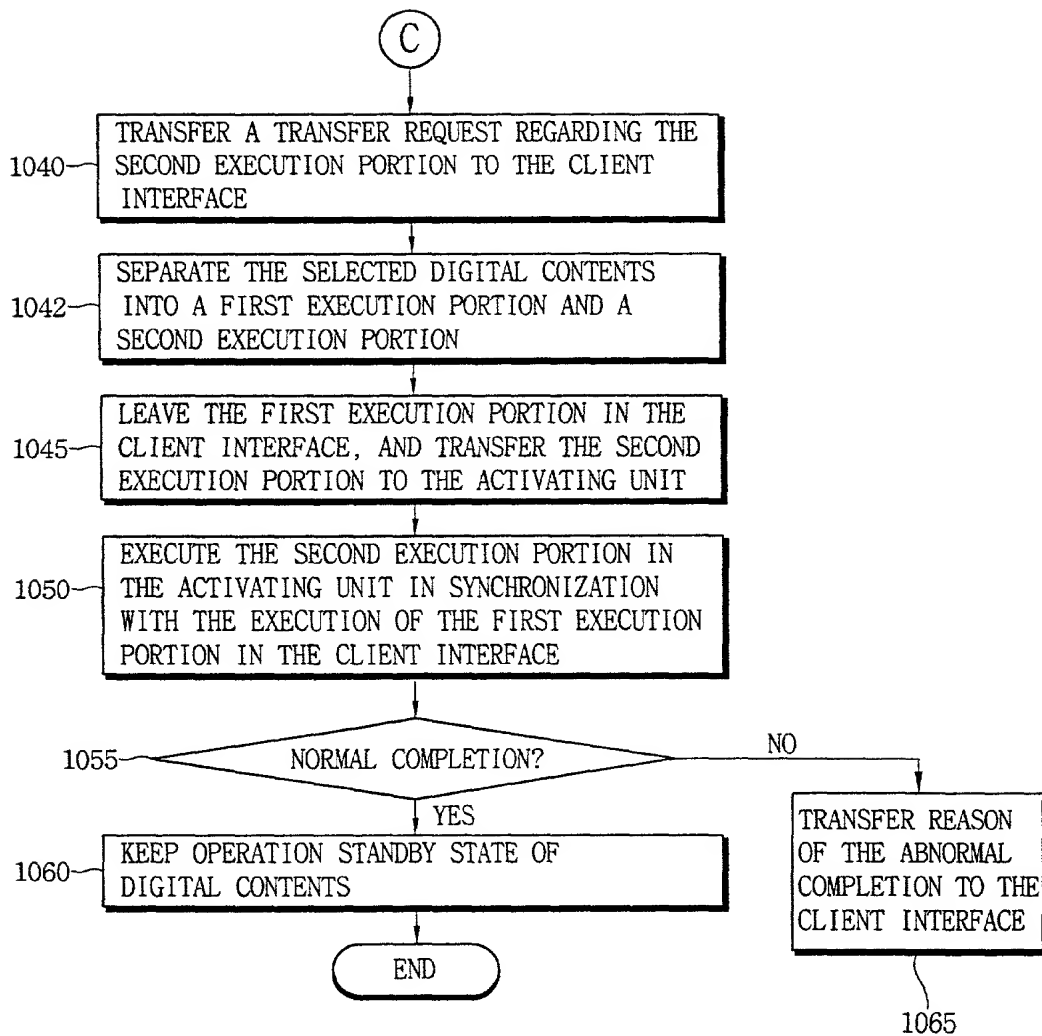 C
TRANSFER A TRANSFER REQUEST REGARDING THE
1040
SECOND EXECUTION PORTION TO THE CLIENT
INTERFACE
SEPARATE THE SELECTED DIGITAL CONTENTS
1042
INTO A FIRST EXECUTION PORTION AND A
SECOND EXECUTION PORTION
LEAVE THE FIRST EXECUTION PORTION IN THE
1045
CLIENT INTERFACE, AND TRANSFER THE SECOND
EXECUTION PORTION TO THE ACTIVATING UNIT
EXECUTE THE SECOND EXECUTION PORTION IN
1050
THE ACTIVATING UNIT IN SYNCHRONIZATION
WITH THE EXECUTION OF THE FIRST EXECUTION
PORTION IN THE CLIENT INTERFACE
1055
NORMAL COMPLETION?
NO
YES
TRANSFER REASON
OF THE ABNORMAL
COMPLETION TO THE
CLIENT INTERFACE
1065
1060
KEEP OPERATION STANDBY STATE OF
DIGITAL CONTENTS
END